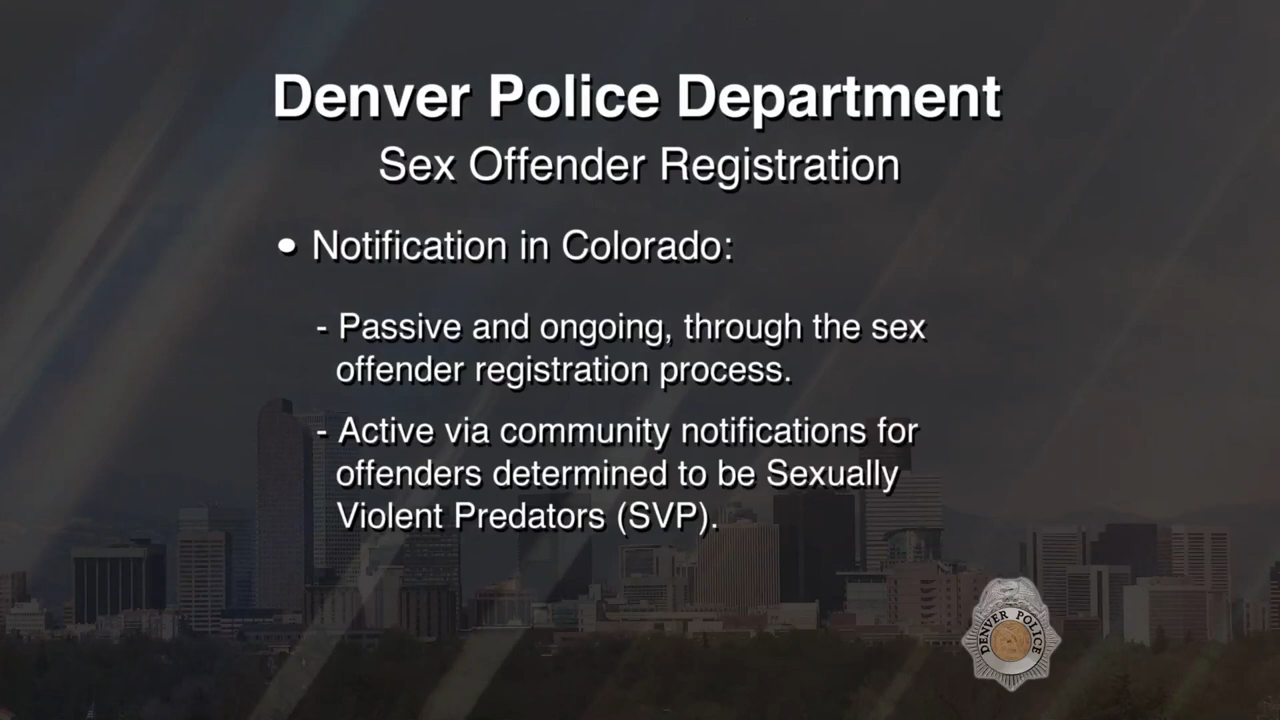 Denver Police Department
Sex Offender Registration
• Notification in Colorado:
- Passive and ongoing, through the sex
offender registration process.
- Active via community notifications for
offenders determined to be Sexually
Violent Predators (SVP).
DENVER POLICE